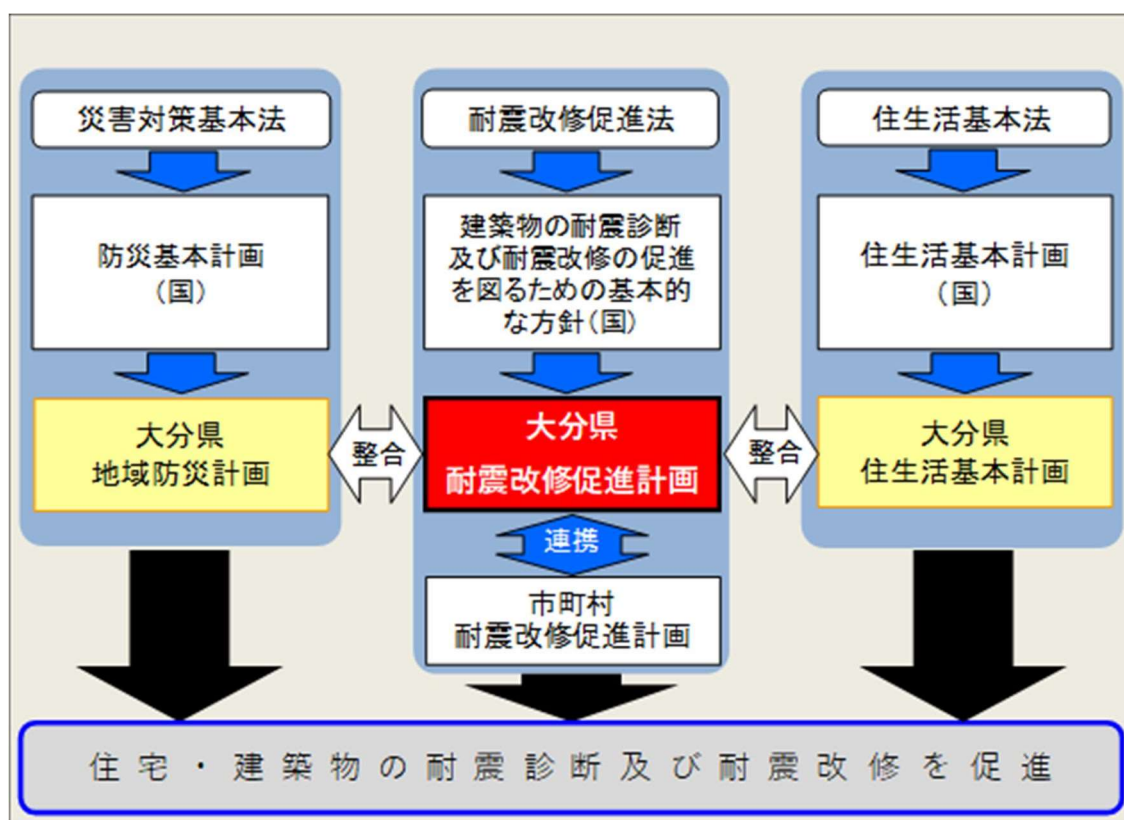 災害対策基本法
防災基本計画
(国)
大分県
地域防災計画
整合
耐震改修促進法
建築物の耐震診断
及び耐震改修の促進
を図るための基本的
な方針(国)
大分県
耐震改修促進計画
連携
市町村
耐震改修促進計画
整合
住生活基本法
住生活基本計画
(国)
大分県
住生活基本計画
住宅・建築物の耐震診断及び耐震改修を促進